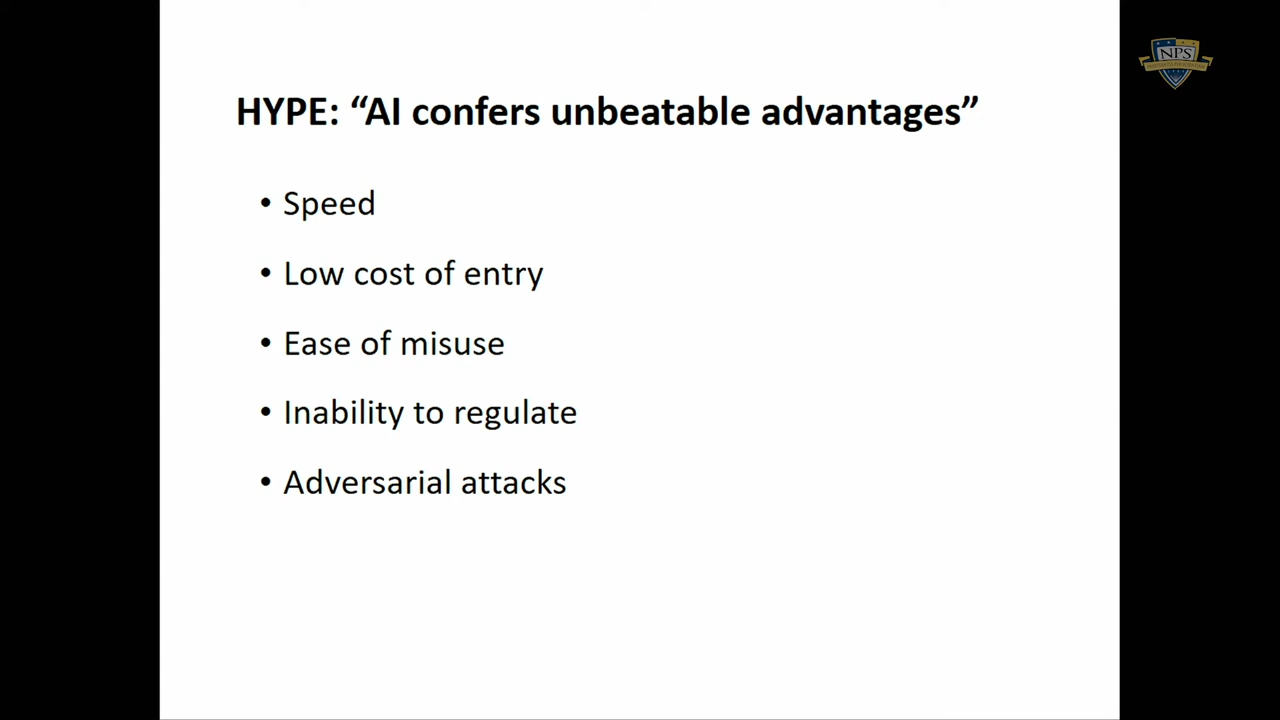 NPS
HYPE: “AI confers unbeatable advantages”
• Speed
• Low cost of entry
• Ease of misuse
• Inability to regulate
• Adversarial attacks